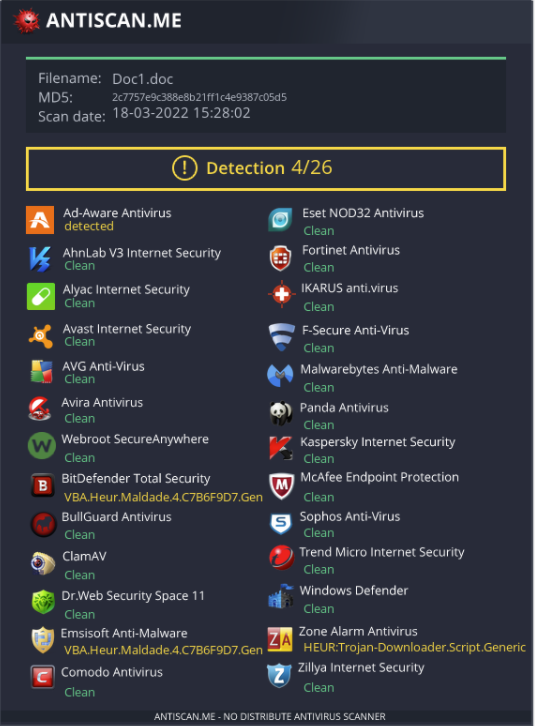 ANTISCAN.ME
Filename: Doc1.doc
MD5: 2c7757e9c388e8b21ff1c4e9387c05d5
Scan date: 18-03-2022 15:28:02
! Detection 4/26
Ad-Aware Antivirus
detected
AhnLab V3 Internet Security
Clean
Alyac Internet Security
Clean
Avast Internet Security
Clean
AVG Anti-Virus
Clean
Avira Antivirus
Clean
W Webroot SecureAnywhere
Clean
B BitDefender Total Security
VBA.Heur.Maldade.4.C7B6F9D7.Gen
BullGuard Antivirus
Clean
ClamAV
Clean
Dr.Web Security Space 11
Clean
Emsisoft Anti-Malware
VBA.Heur.Maldade.4.C7B6F9D7.Gen
C Comodo Antivirus
Clean
Eset NOD32 Antivirus
Clean
Fortinet Antivirus
Clean
IKARUS anti.virus
Clean
F-Secure Anti-Virus
Clean
Malwarebytes Anti-Malware
Clean
Panda Antivirus
Clean
Kaspersky Internet Security
Clean
McAfee Endpoint Protection
Clean
S Sophos Anti-Virus
Clean
Trend Micro Internet Security
Clean
Windows Defender
Clean
ZA Zone Alarm Antivirus
HEUR:Trojan-Downloader.Script.Generic
Z Zillya Internet Security
Clean
ANTISCAN.ME - NO DISTRIBUTE ANTIVIRUS SCANNER